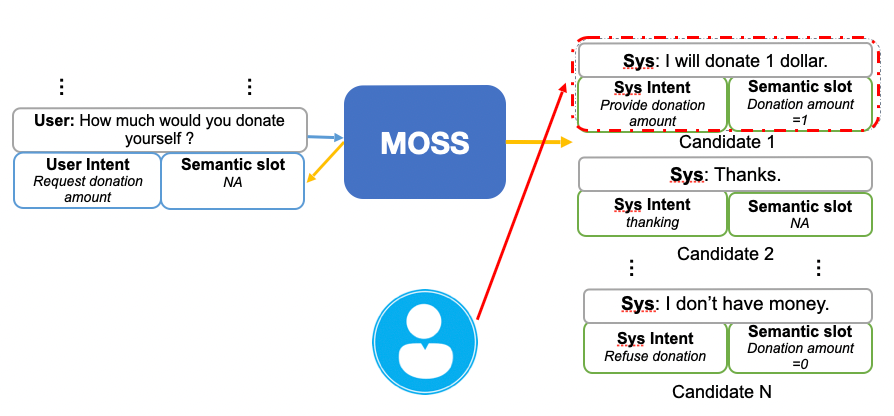 User: How much would you donate
yourself ?
User Intent
Request donation
amount
Semantic slot
NA
MOSS
Sys: I will donate 1 dollar.
Sys Intent
Provide donation
amount
Semantic slot
Donation amount
=1
Candidate 1
Sys: Thanks.
Sys Intent
thanking
Semantic slot
NA
Candidate 2
Sys: I don’t have money.
Sys Intent
Refuse donation
Semantic slot
Donation amount
=0
Candidate N